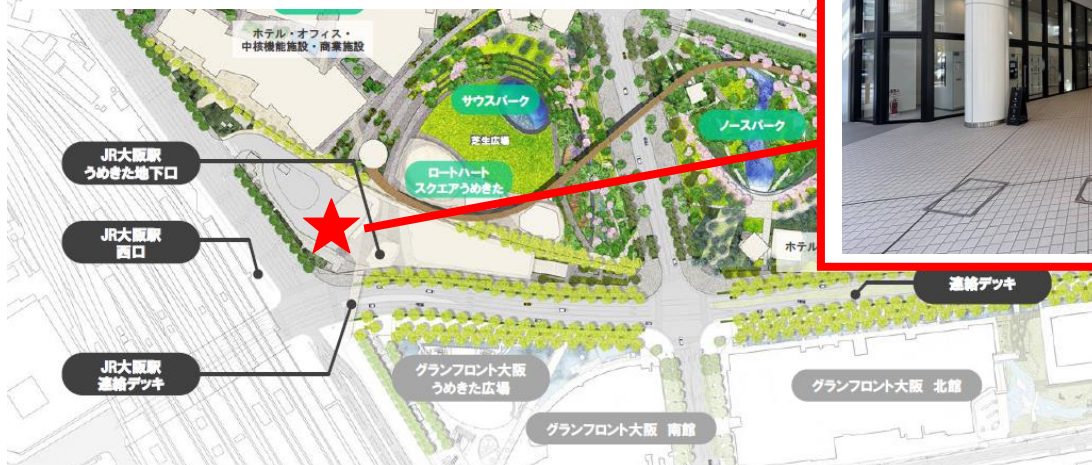 ホテル・オフィス・
中核機能施設・商業施設
サウスパーク
芝生広場
ノースパーク
JR大阪駅
うめきた地下口
ロートハート
スクエアうめきた
JR大阪駅
西口
ホテル
連絡デッキ
JR大阪駅
連絡デッキ
グランフロント大阪
うめきた広場
グランフロント大阪 北館
グランフロント大阪 南館